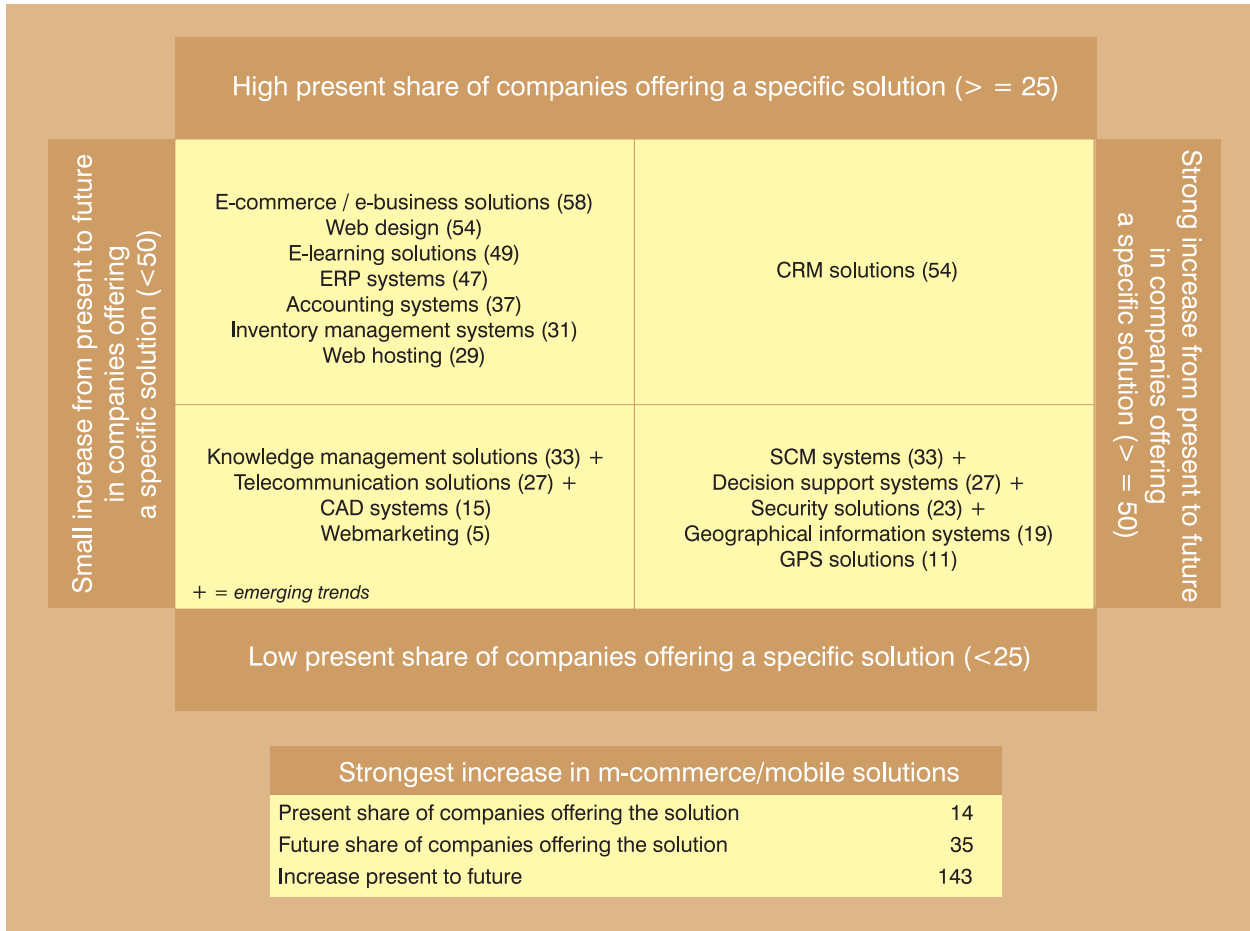 High present share of companies offering a specific solution (> = 25)
Small increase from present to future
in companies offering
a specific solution (<50)
E-commerce / e-business solutions (58)
Web design (54)
E-learning solutions (49)
ERP systems (47)
Accounting systems (37)
Inventory management systems (31)
Web hosting (29)
CRM solutions (54)
Strong increase from present to future
in companies offering
a specific solution (> = 50)
Knowledge management solutions (33) +
Telecommunication solutions (27) +
CAD systems (15)
Webmarketing (5)
+ = emerging trends
SCM systems (33) +
Decision support systems (27) +
Security solutions (23) +
Geographical information systems (19)
GPS solutions (11)
Low present share of companies offering a specific solution (<25)
Strongest increase in m-commerce/mobile solutions
Present share of companies offering the solution 14
Future share of companies offering the solution 35
Increase present to future 143